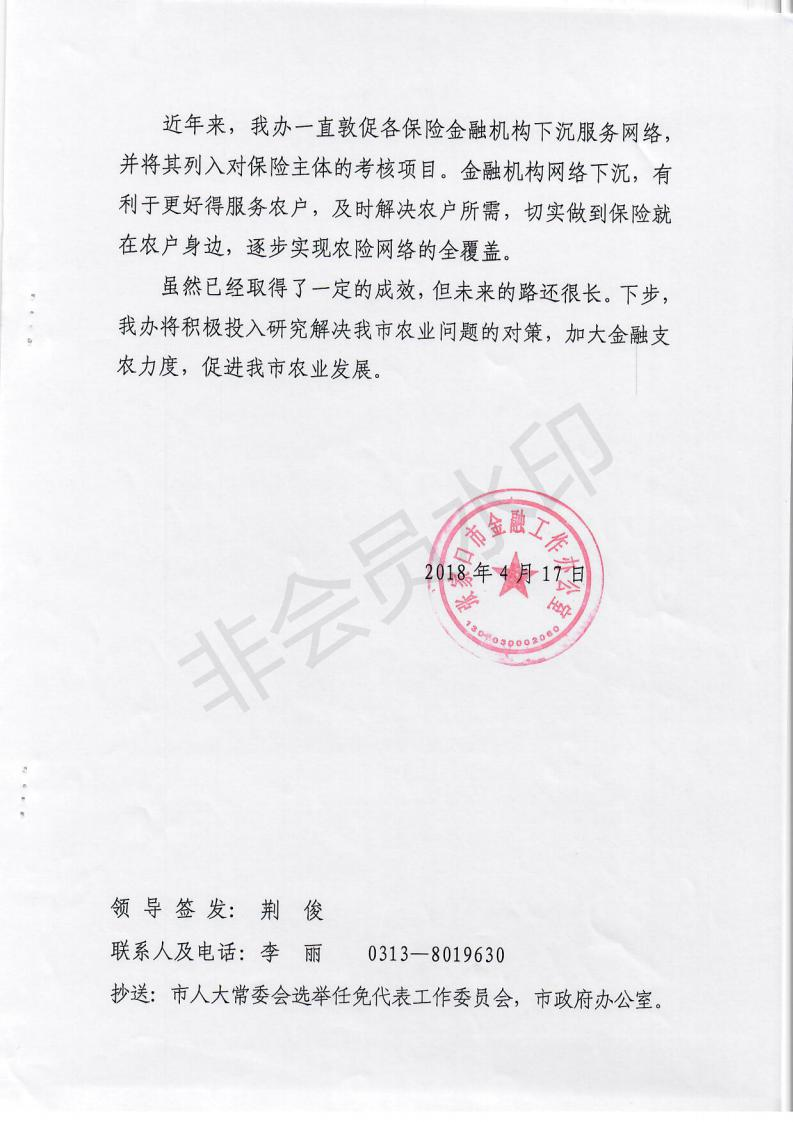 近年来，我办一直敦促各保险金融机构下沉服务网络，
并将其列入对保险主体的考核项目。金融机构网络下沉，有
利于更好得服务农户，及时解决农户所需，切实做到保险就
在农户身边，逐步实现农险网络的全覆盖。
虽然已经取得了一定的成效，但未来的路还很长。下步，
我办将积极投入研究解决我市农业问题的对策，加大金融支
农力度，促进我市农业发展。
非会员水印
张家口市金融工作办公室
2018 年 4 月 17 日
领 导 签 发： 荆 俊
联系人及电话：李 丽 0313—8019630
抄送：市人大常委会选举任免代表工作委员会，市政府办公室。